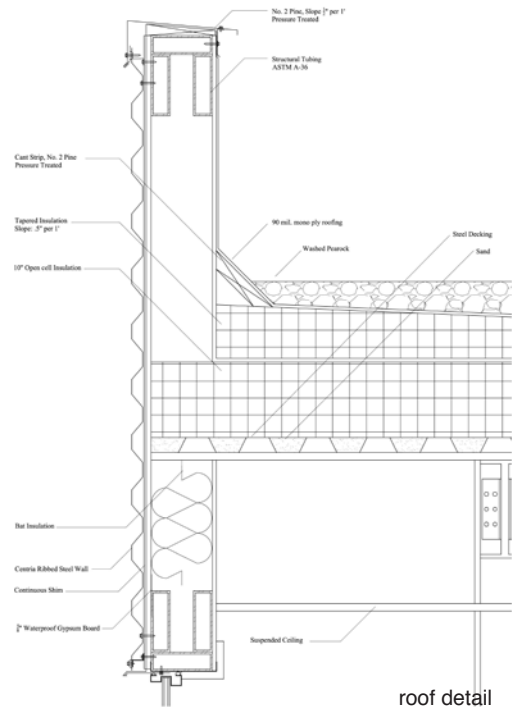 No. 2 Pine, Slope ¼" per 1'
Pressure Treated
Structural Tubing
ASTM A-36
Cant Strip, No. 2 Pine
Pressure Treated
90 mil. mono ply roofing
Tapered Insulation
Slope: .5" per 1'
Steel Decking
Washed Pearock
Sand
10" Open cell Insulation
Bat Insulation
Centria Ribbed Steel Wall
Continuous Shim
Waterproof Gypsum Board
Suspended Ceiling
roof detail